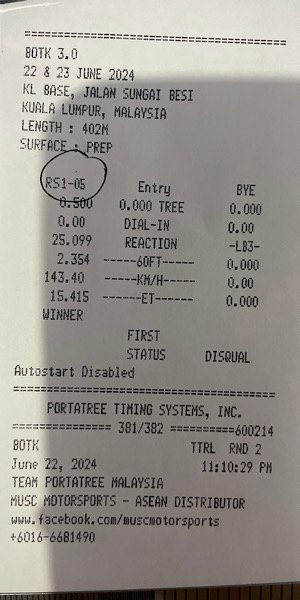 ========================================
BOTK 3.0
22 & 23 JUNE 2024
KL BASE, JALAN SUNGAI BESI
KUALA LUMPUR, MALAYSIA
LENGTH : 402M
SURFACE : PREP
RS1-05 Entry BYE
0.500 0.000 TREE 0.000
0.00 DIAL-IN 0.00
25.099 REACTION -LB3-
2.354 -----60FT------ 0.000
143.40 ------KM/H----- 0.00
15.415 ------ET------- 0.000
WINNER
FIRST
STATUS DISQUAL
Autostart Disabled
========================================
PORTATREE TIMING SYSTEMS, INC.
=============== 381/382 ==========600214
BOTK TTRL RND 2
June 22, 2024 11:10:29 PM
TEAM PORTATREE MALAYSIA
MUSC MOTORSPORTS - ASEAN DISTRIBUTOR
www.facebook.com/muscmotorsports
+6016-6681490